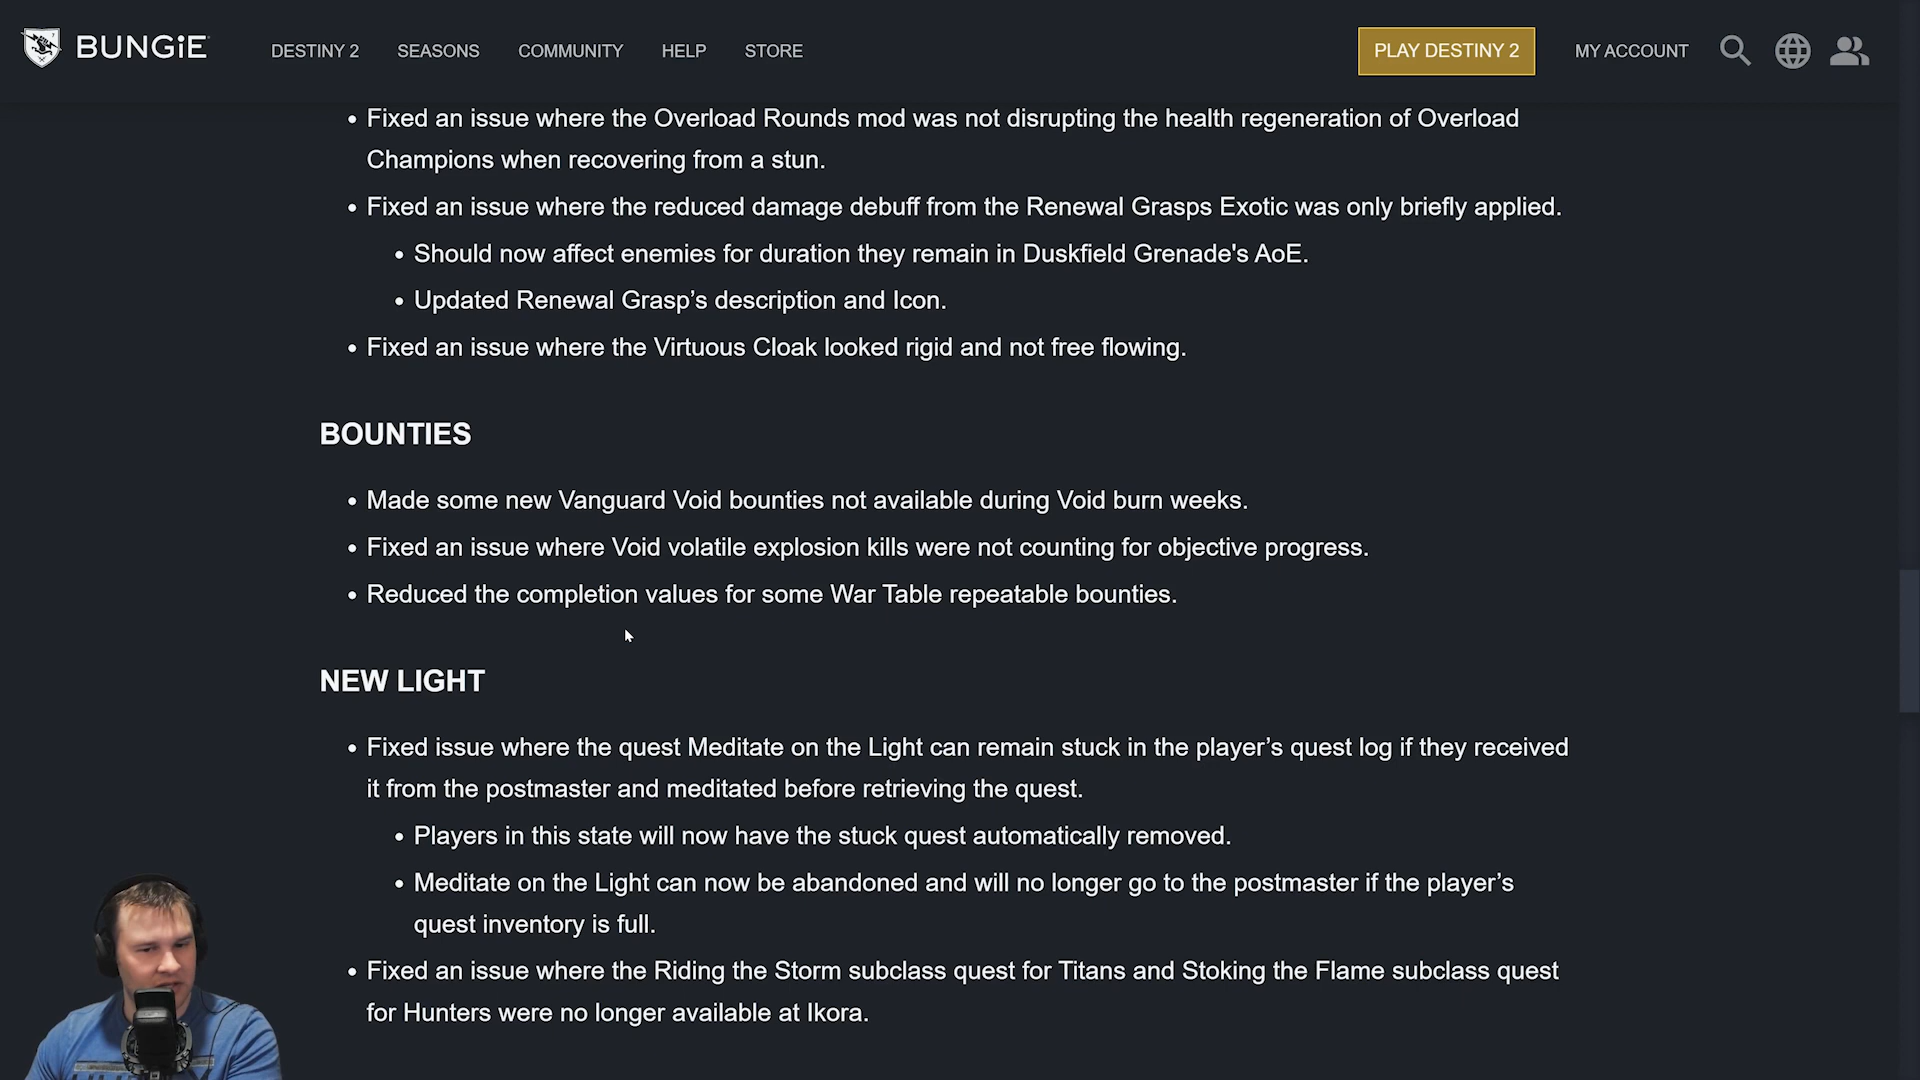 BUNGiE DESTINY 2 SEASONS COMMUNITY HELP STORE PLAY DESTINY 2 MY ACCOUNT
• Fixed an issue where the Overload Rounds mod was not disrupting the health regeneration of Overload
Champions when recovering from a stun.
• Fixed an issue where the reduced damage debuff from the Renewal Grasps Exotic was only briefly applied.
• Should now affect enemies for duration they remain in Duskfield Grenade's AoE.
• Updated Renewal Grasp’s description and Icon.
• Fixed an issue where the Virtuous Cloak looked rigid and not free flowing.
BOUNTIES
• Made some new Vanguard Void bounties not available during Void burn weeks.
• Fixed an issue where Void volatile explosion kills were not counting for objective progress.
• Reduced the completion values for some War Table repeatable bounties.
NEW LIGHT
• Fixed issue where the quest Meditate on the Light can remain stuck in the player’s quest log if they received
it from the postmaster and meditated before retrieving the quest.
• Players in this state will now have the stuck quest automatically removed.
• Meditate on the Light can now be abandoned and will no longer go to the postmaster if the player’s
quest inventory is full.
• Fixed an issue where the Riding the Storm subclass quest for Titans and Stoking the Flame subclass quest
for Hunters were no longer available at Ikora.